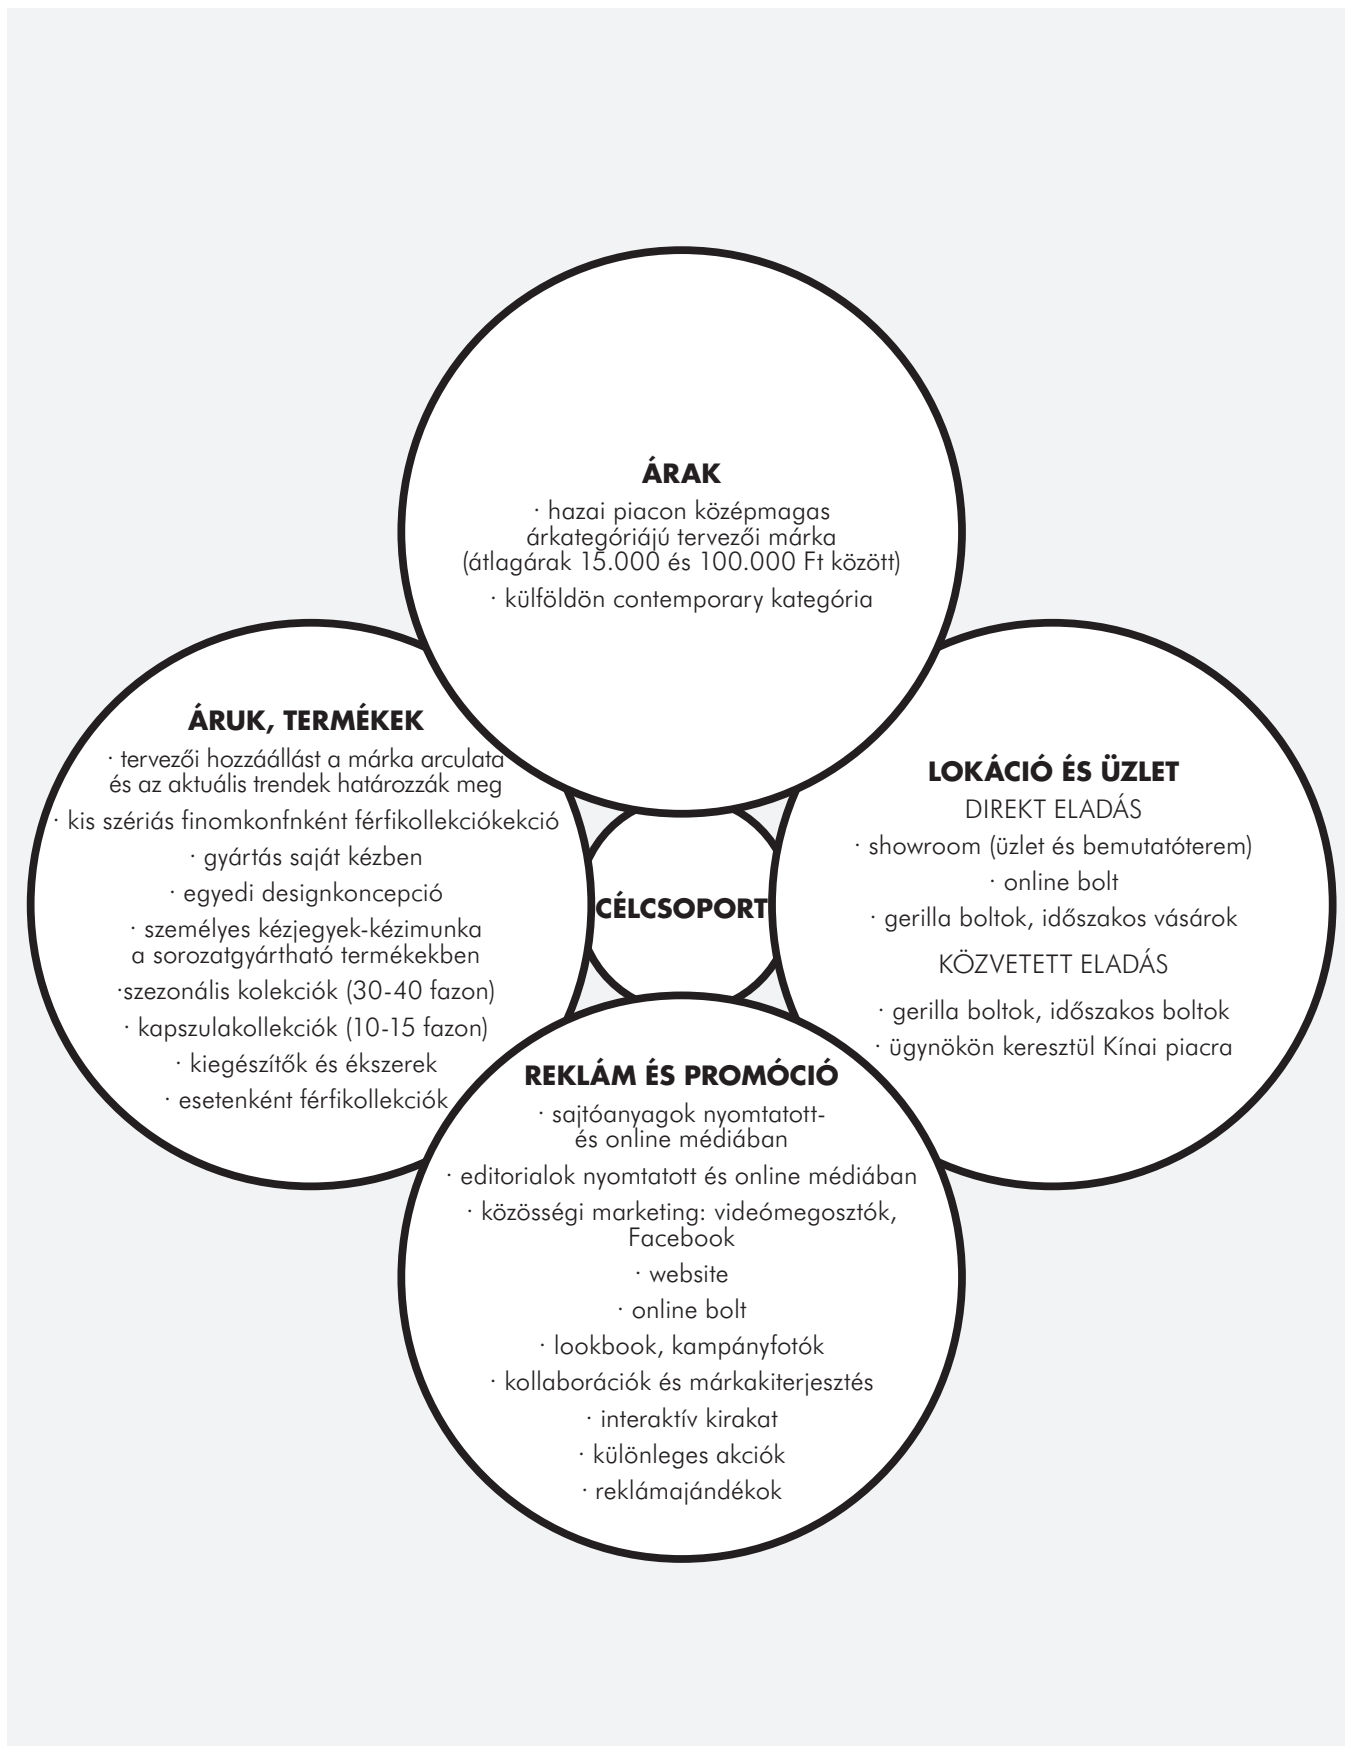 ÁRAK
· hazai piacon középmagas
árkategóriájú tervezői márka
(átlagárak 15.000 és 100.000 Ft között)
· külföldön contemporary kategória
ÁRUK, TERMÉKEK
· tervezői hozzáállást a márka arculata
és az aktuális trendek határozzák meg
· kis szériás finomkonfnként férfikollekciókekció
· gyártás saját kézben
· egyedi designkoncepció
· személyes kézjegyek-kézimunka
a sorozatgyártható termékekben
·szezonális kolekciók (30-40 fazon)
· kapszulakollekciók (10-15 fazon)
· kiegészítők és ékszerek
· esetenként férfikollekciók
CÉLCSOPORT
LOKÁCIÓ ÉS ÜZLET
DIREKT ELADÁS
· showroom (üzlet és bemutatóterem)
· online bolt
· gerilla boltok, időszakos vásárok
KÖZVETETT ELADÁS
· gerilla boltok, időszakos boltok
· ügynökön keresztül Kínai piacra
REKLÁM ÉS PROMÓCIÓ
· sajtóanyagok nyomtatott-
és online médiában
· editorialok nyomtatott és online médiában
· közösségi marketing: videómegosztók,
Facebook
· website
· online bolt
· lookbook, kampányfotók
· kollaborációk és márkakiterjesztés
· interaktív kirakat
· különleges akciók
· reklámajándékok